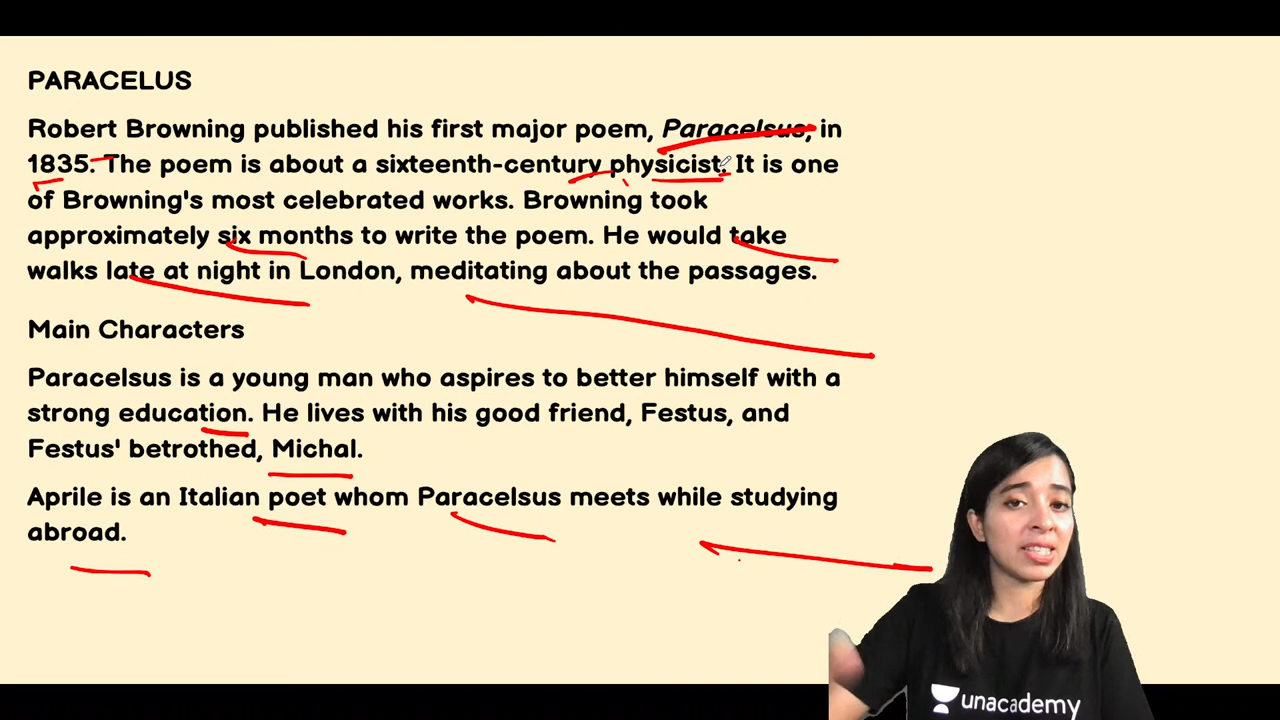 PARACELUS
Robert Browning published his first major poem, Paracelsus, in
1835. The poem is about a sixteenth-century physicist. It is one
of Browning's most celebrated works. Browning took
approximately six months to write the poem. He would take
walks late at night in London, meditating about the passages.
Main Characters
Paracelsus is a young man who aspires to better himself with a
strong education. He lives with his good friend, Festus, and
Festus' betrothed, Michal.
Aprile is an Italian poet whom Paracelsus meets while studying
abroad.
unacademy